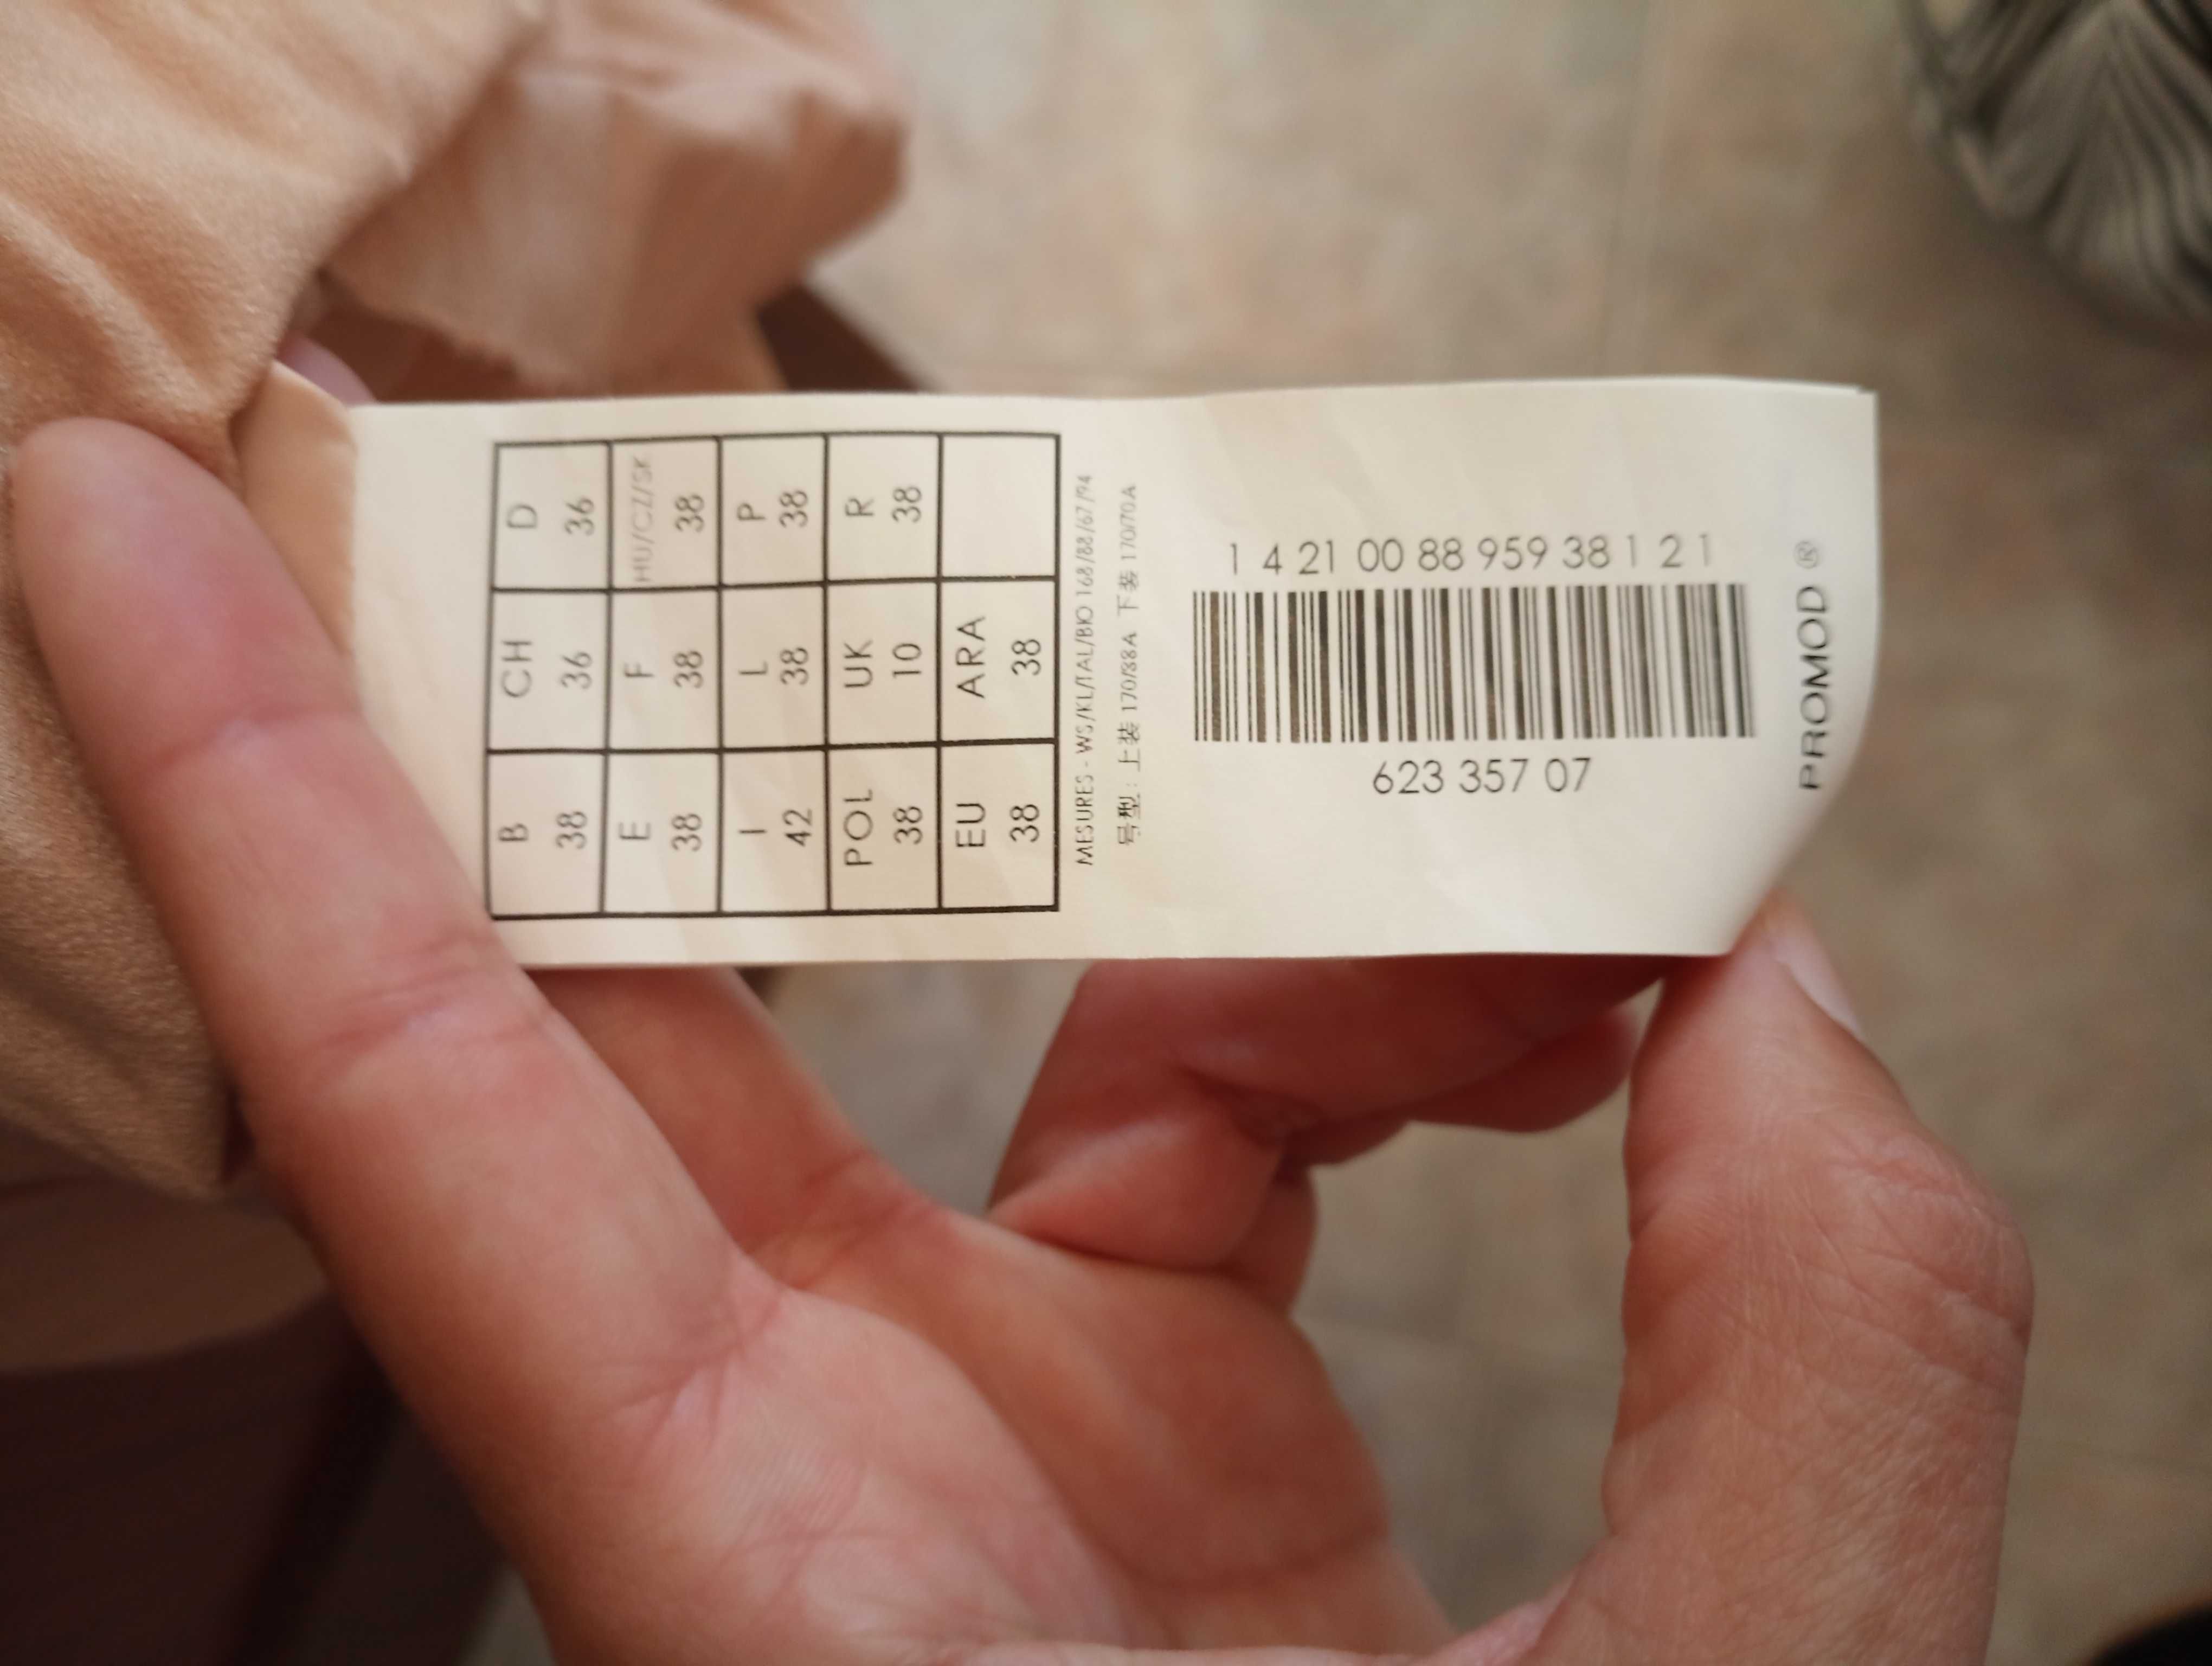 B CH D
38 36 36
E F HU/CZ/SK
38 38 38
I L P
42 38 38
POL UK R
38 10 38
EU ARA
38 38
MESURES - WS/KL/TAL/BIO 168/88/67/94
号型: 上装 170/88A 下装 170/70A
1 4 21 00 88 959 38 1 2 1
623 357 07
PROMOD ®